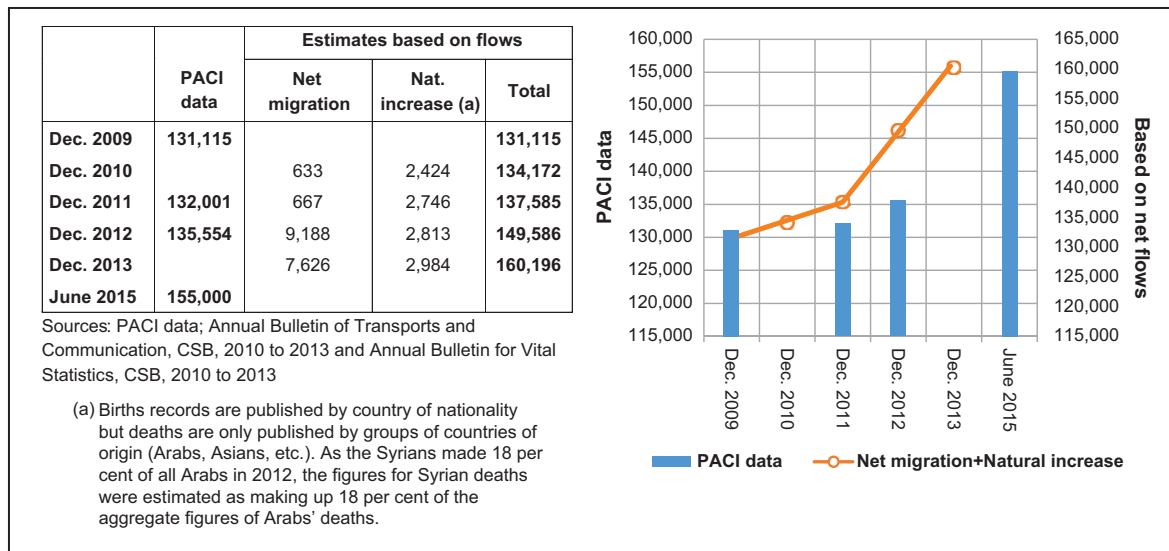 Estimates based on flows
PACI data Net migration Nat. increase (a) Total
Dec. 2009 131,115 131,115
Dec. 2010 633 2,424 134,172
Dec. 2011 132,001 667 2,746 137,585
Dec. 2012 135,554 9,188 2,813 149,586
Dec. 2013 7,626 2,984 160,196
June 2015 155,000
Sources: PACI data; Annual Bulletin of Transports and
Communication, CSB, 2010 to 2013 and Annual Bulletin for Vital
Statistics, CSB, 2010 to 2013
(a) Births records are published by country of nationality
but deaths are only published by groups of countries of
origin (Arabs, Asians, etc.). As the Syrians made 18 per
cent of all Arabs in 2012, the figures for Syrian deaths
were estimated as making up 18 per cent of the
aggregate figures of Arabs' deaths.
PACI data
160,000
155,000
150,000
145,000
140,000
135,000
130,000
125,000
120,000
115,000
165,000
160,000
155,000
150,000
145,000
140,000
135,000
130,000
125,000
120,000
115,000
Based on net flows
Dec. 2009
Dec. 2010
Dec. 2011
Dec. 2012
Dec. 2013
June 2015
PACI data
Net migration+Natural increase